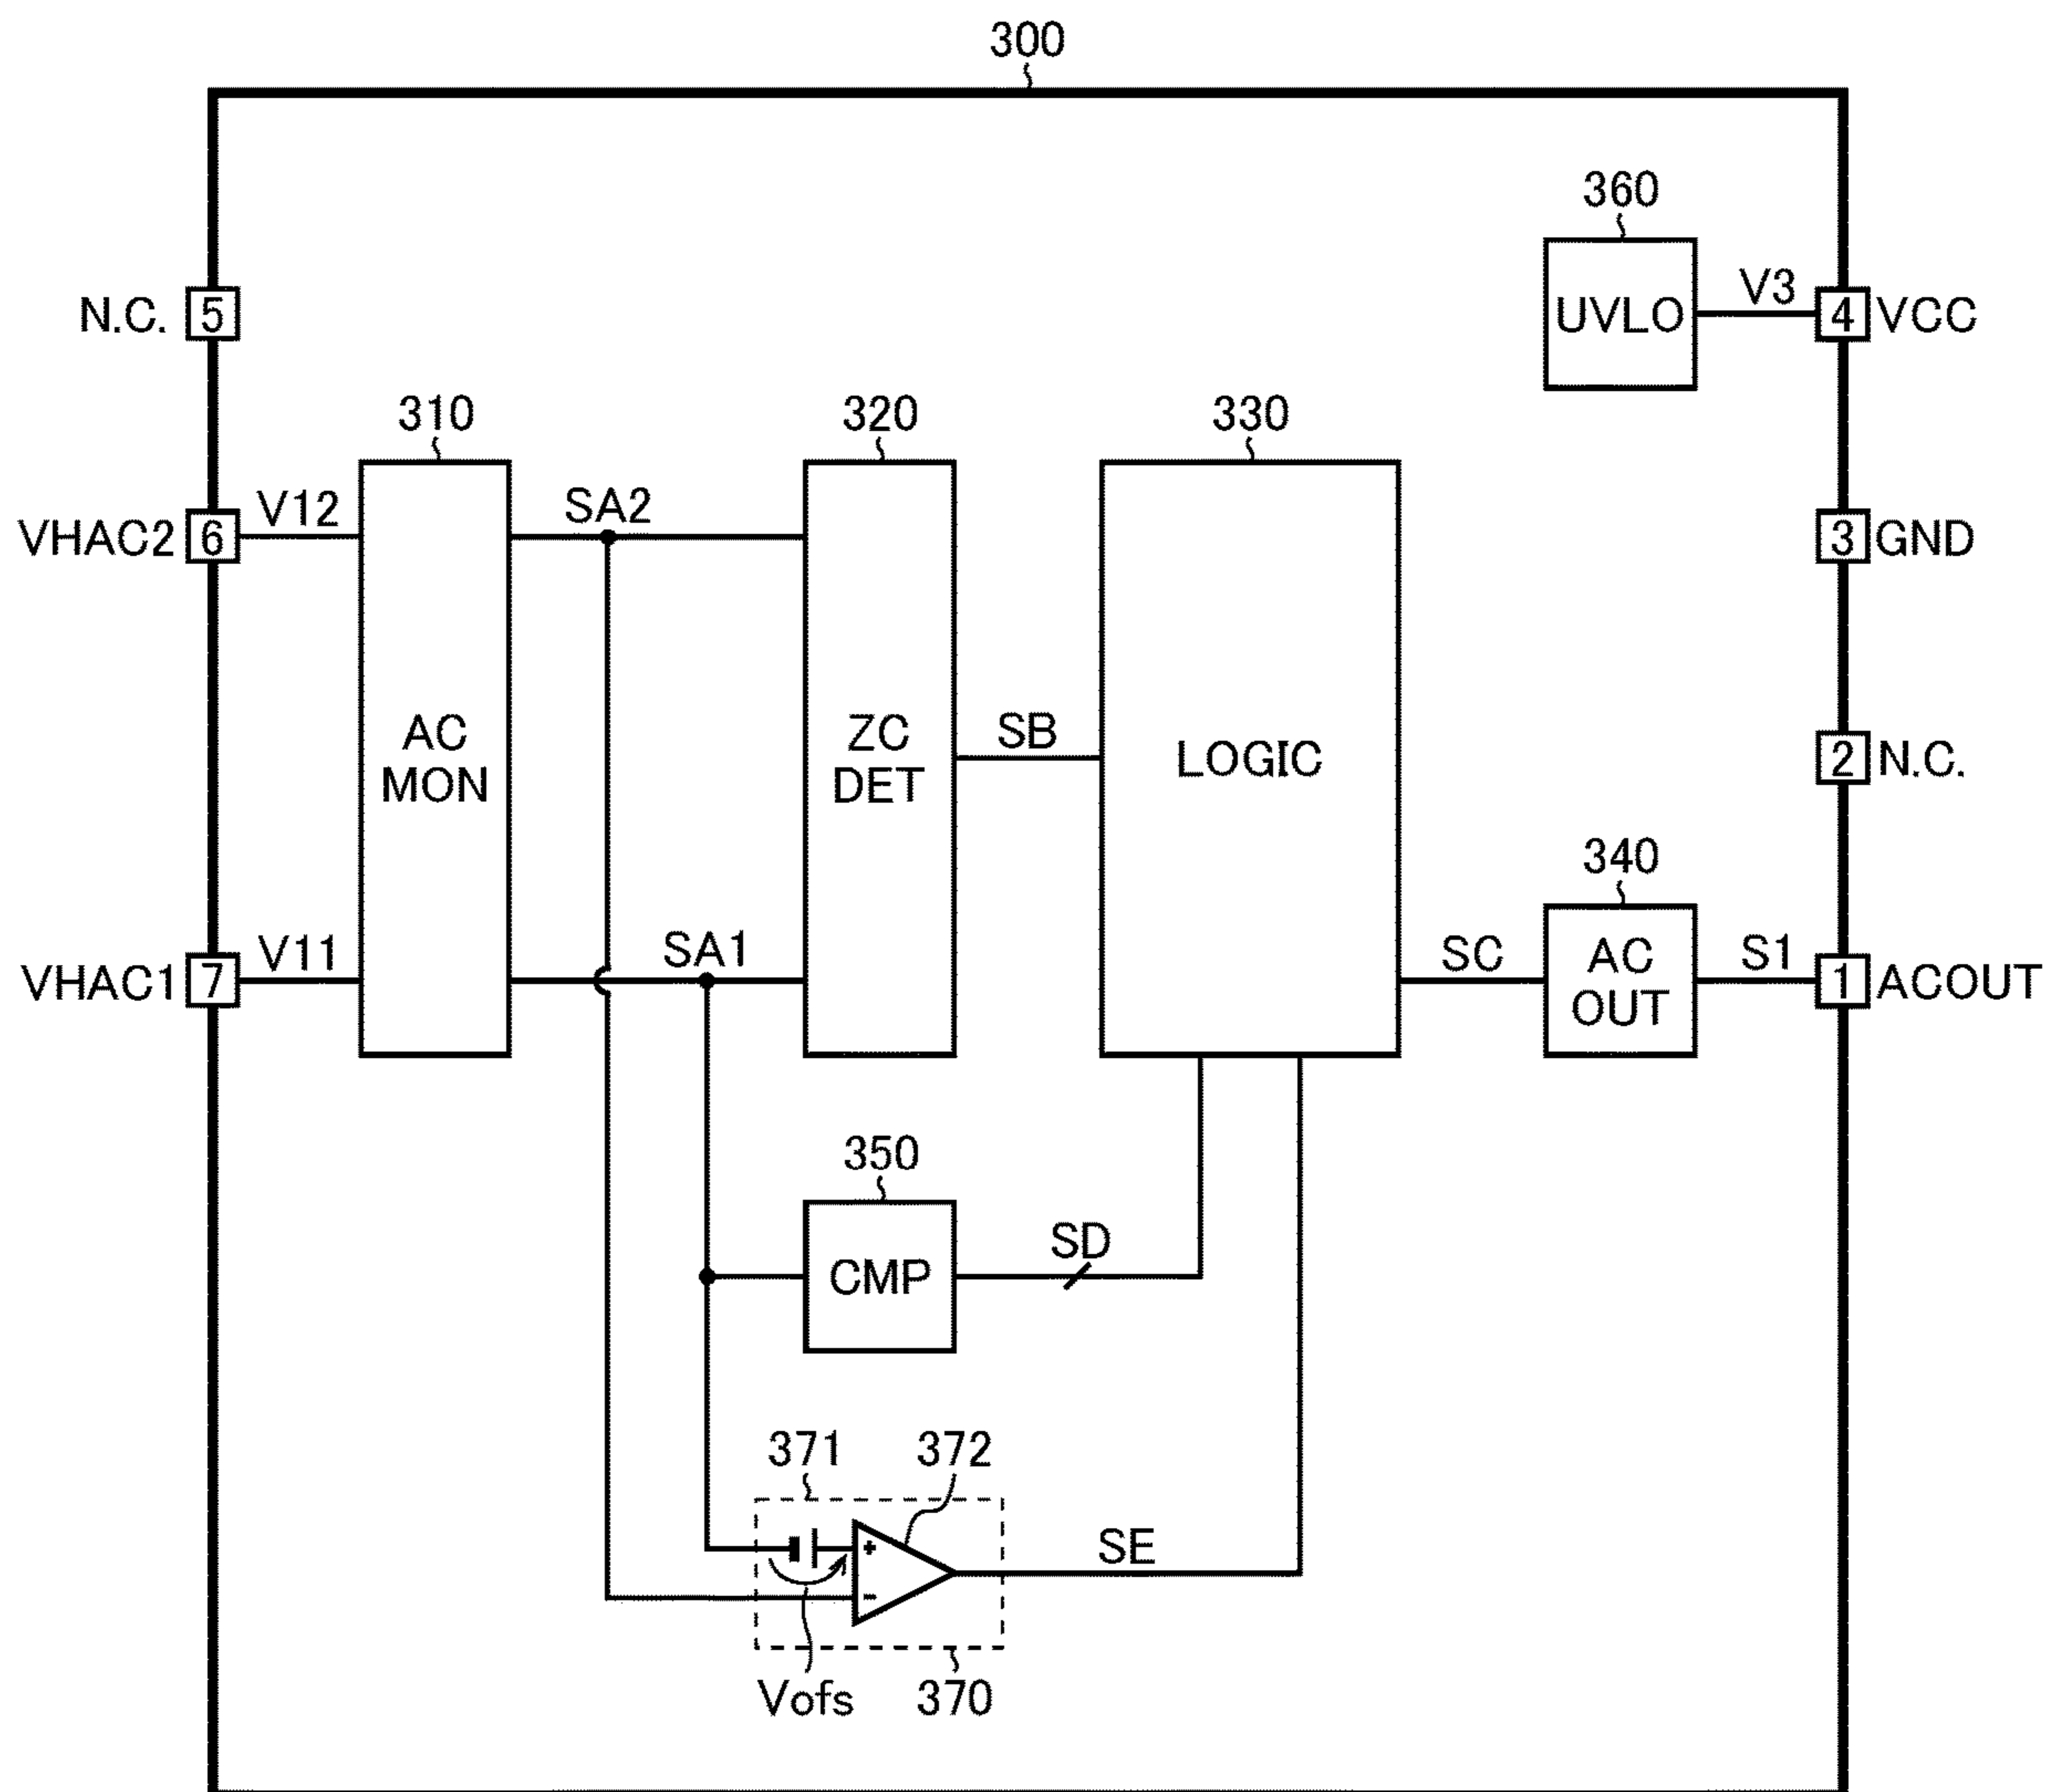 300
360
UVLO
V3
4 VCC
N.C. 5
310
320
330
VHAC2 6
V12
SA2
3 GND
AC
MON
ZC
DET
SB
LOGIC
2 N.C.
340
VHAC1 7
V11
SA1
SC
AC
OUT
S1
1 ACOUT
350
CMP
SD
371
372
+
-
SE
Vofs
370